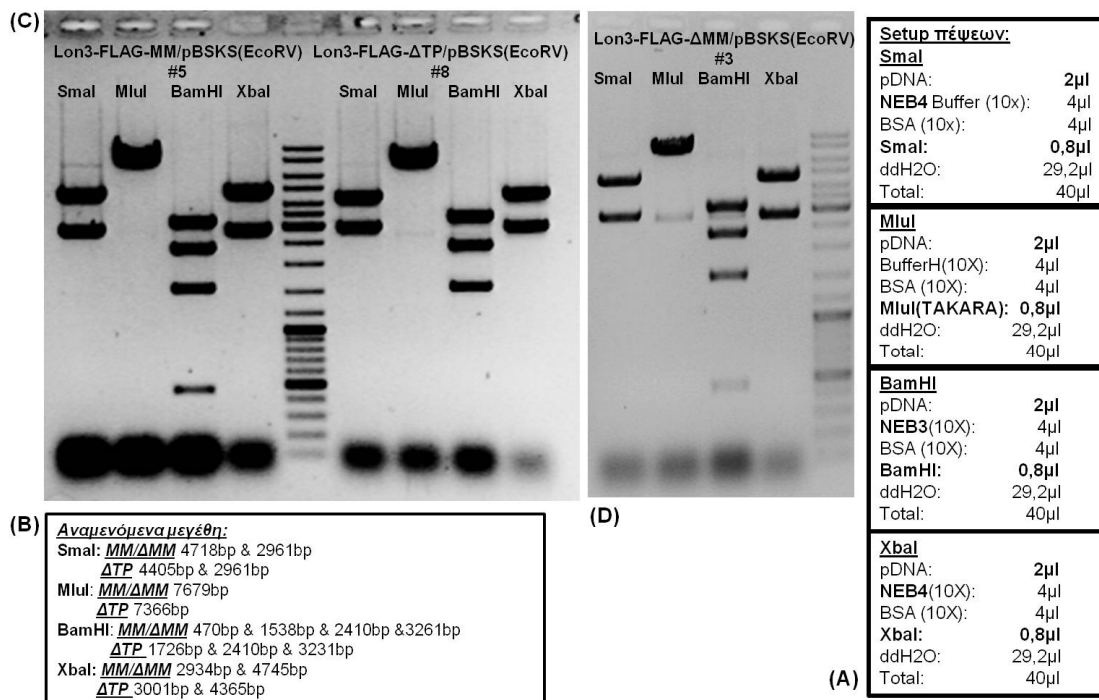 (C)
Lon3-FLAG-MM/pBSKS(EcoRV)
#5
SmaI MluI BamHI XbaI
Lon3-FLAG-ΔTP/pBSKS(EcoRV)
#8
SmaI MluI BamHI XbaI
Lon3-FLAG-ΔMM/pBSKS(EcoRV)
#3
SmaI MluI BamHI XbaI
(D)
(B)
Αναμενόμενα μεγέθη:
SmaI: MM/ΔMM 4718bp & 2961bp
ΔTP 4405bp & 2961bp
MluI: MM/ΔMM 7679bp
ΔTP 7366bp
BamHI: MM/ΔMM 470bp & 1538bp & 2410bp &3261bp
ΔTP 1726bp & 2410bp & 3231bp
XbaI: MM/ΔMM 2934bp & 4745bp
ΔTP 3001bp & 4365bp
Setup πέψεων:
SmaI
pDNA: 2μl
NEB4 Buffer (10x): 4μl
BSA (10x): 4μl
SmaI: 0,8μl
ddH2O: 29,2μl
Total: 40μl
MluI
pDNA: 2μl
BufferH(10X): 4μl
BSA (10X): 4μl
MluI(TAKARA): 0,8μl
ddH2O: 29,2μl
Total: 40μl
BamHI
pDNA: 2μl
NEB3(10X): 4μl
BSA (10X): 4μl
BamHI: 0,8μl
ddH2O: 29,2μl
Total: 40μl
XbaI
pDNA: 2μl
NEB4(10X): 4μl
BSA (10X): 4μl
XbaI: 0,8μl
ddH2O: 29,2μl
Total: 40μl
(A)